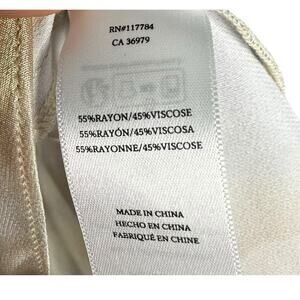 RN#117784
CA 36979
55%RAYON/45%VISCOSE
55%RAYÓN/45%VISCOSA
55%RAYONNE/45%VISCOSE
MADE IN CHINA
HECHO EN CHINA
FABRIQUÉ EN CHINE